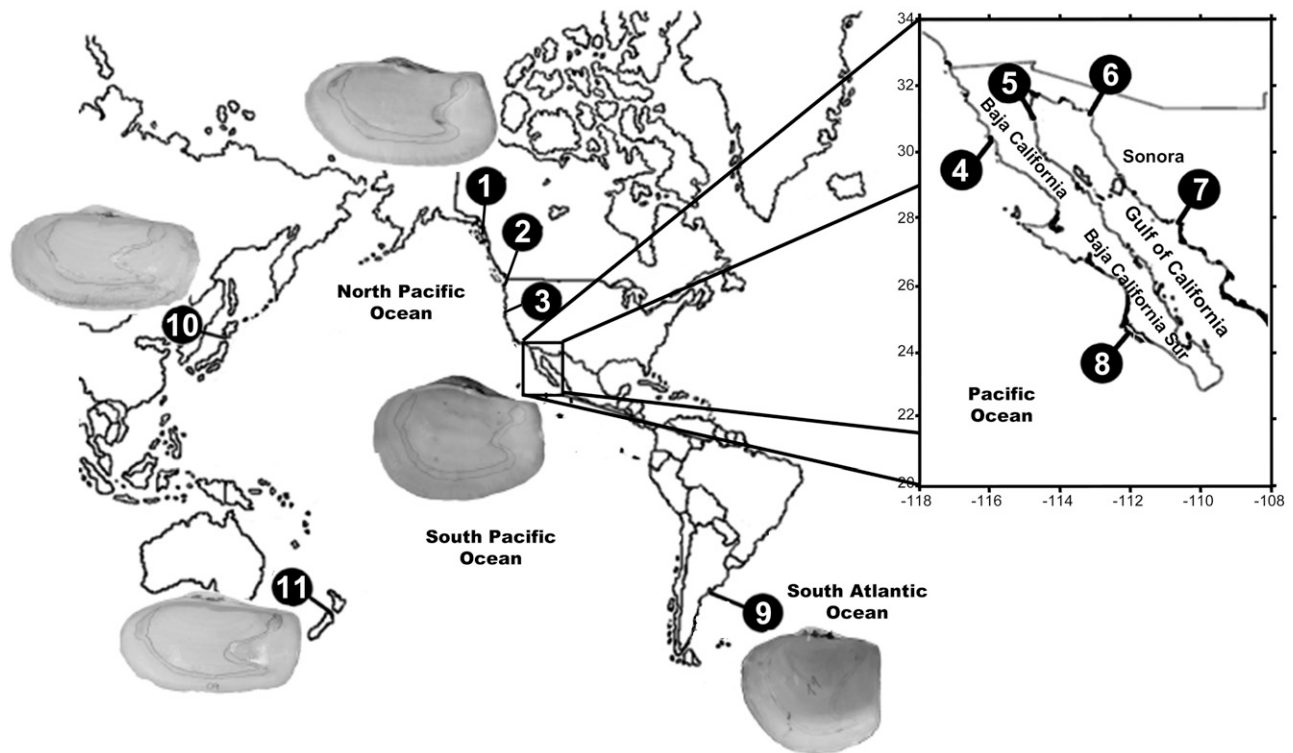 34
32
30
28
26
24
22
20
-118
-116
-114
-112
-110
-108
5
6
Baja California
4
Sonora
7
Gulf of California
Baja California Sur
8
Pacific
Ocean
1
2
North Pacific
Ocean
3
10
South Pacific
Ocean
11
South Atlantic
Ocean
9